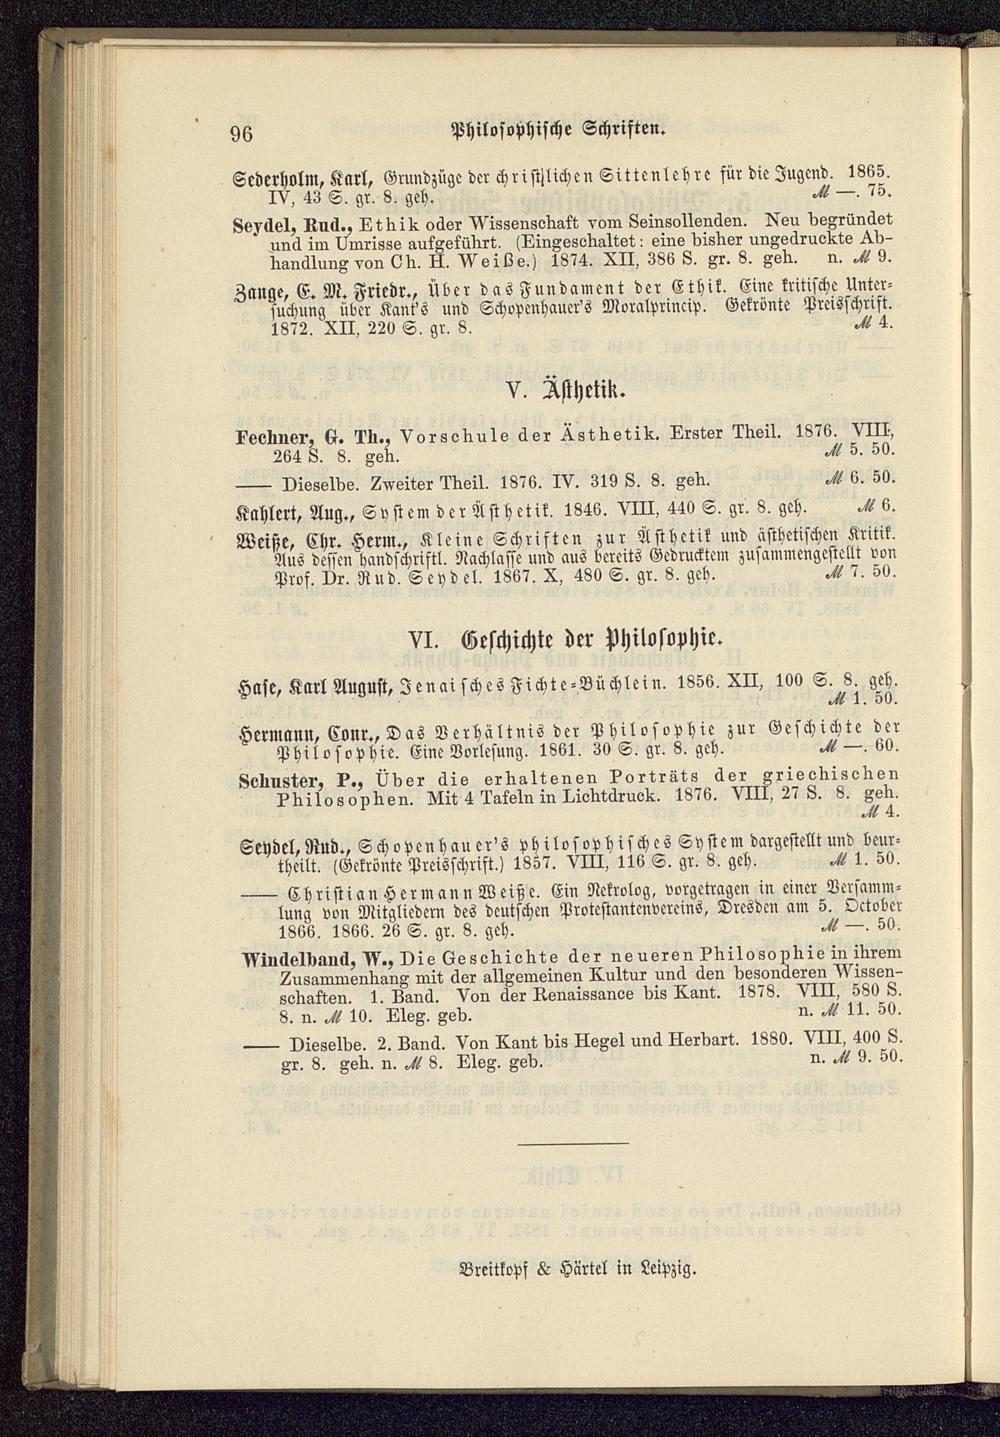 96 Philosophische Schriften.
Sederholm, Karl, Grundzüge der christlichen Sittenlehre für die Jugend. 1865.
IV, 43 S. gr. 8. geh. ℳ —. 75.
Seydel, Rud., Ethik oder Wissenschaft vom Seinsollenden. Neu begründet
und im Umrisse aufgeführt. (Eingeschaltet: eine bisher ungedruckte Ab-
handlung von Ch. H. Weiße.) 1874. XII, 386 S. gr. 8. geh. n. ℳ 9.
Zange, E. M. Friedr., Über das Fundament der Ethik. Eine kritische Unter-
suchung über Kant's und Schopenhauer's Moralprincip. Gekrönte Preisschrift.
1872. XII, 220 S. gr. 8. ℳ 4.
V. Ästhetik.
Fechner, G. Th., Vorschule der Ästhetik. Erster Theil. 1876. VIII,
264 S. 8. geh. ℳ 5. 50.
—— Dieselbe. Zweiter Theil. 1876. IV. 319 S. 8. geh. ℳ 6. 50.
Kahlert, Aug., System der Ästhetik. 1846. VIII, 440 S. gr. 8. geh. ℳ 6.
Weiße, Chr. Herm., Kleine Schriften zur Ästhetik und ästhetischen Kritik.
Aus dessen handschriftl. Nachlasse und aus bereits Gedrucktem zusammengestellt von
Prof. Dr. Rud. Seydel. 1867. X, 480 S. gr. 8. geh. ℳ 7. 50.
VI. Geschichte der Philosophie.
Hase, Karl August, Jenaisches Fichte-Büchlein. 1856. XII, 100 S. 8. geh.
ℳ 1. 50.
Hermann, Conr., Das Verhältnis der Philosophie zur Geschichte der
Philosophie. Eine Vorlesung. 1861. 30 S. gr. 8. geh. ℳ —. 60.
Schuster, P., Über die erhaltenen Porträts der griechischen
Philosophen. Mit 4 Tafeln in Lichtdruck. 1876. VIII, 27 S. 8. geh.
ℳ 4.
Seydel, Rud., Schopenhauer's philosophisches System dargestellt und beur-
theilt. (Gekrönte Preisschrift.) 1857. VIII, 116 S. gr. 8. geh. ℳ 1. 50.
—— Christian Hermann Weiße. Ein Nekrolog, vorgetragen in einer Versamm-
lung von Mitgliedern des deutschen Protestantenvereins, Dresden am 5. October
1866. 1866. 26 S. gr. 8. geh. ℳ —. 50.
Windelband, W., Die Geschichte der neueren Philosophie in ihrem
Zusammenhang mit der allgemeinen Kultur und den besonderen Wissen-
schaften. 1. Band. Von der Renaissance bis Kant. 1878. VIII, 580 S.
8. n. ℳ 10. Eleg. geb. n. ℳ 11. 50.
—— Dieselbe. 2. Band. Von Kant bis Hegel und Herbart. 1880. VIII, 400 S.
gr. 8. geh. n. ℳ 8. Eleg. geb. n. ℳ 9. 50.
Breitkopf & Härtel in Leipzig.